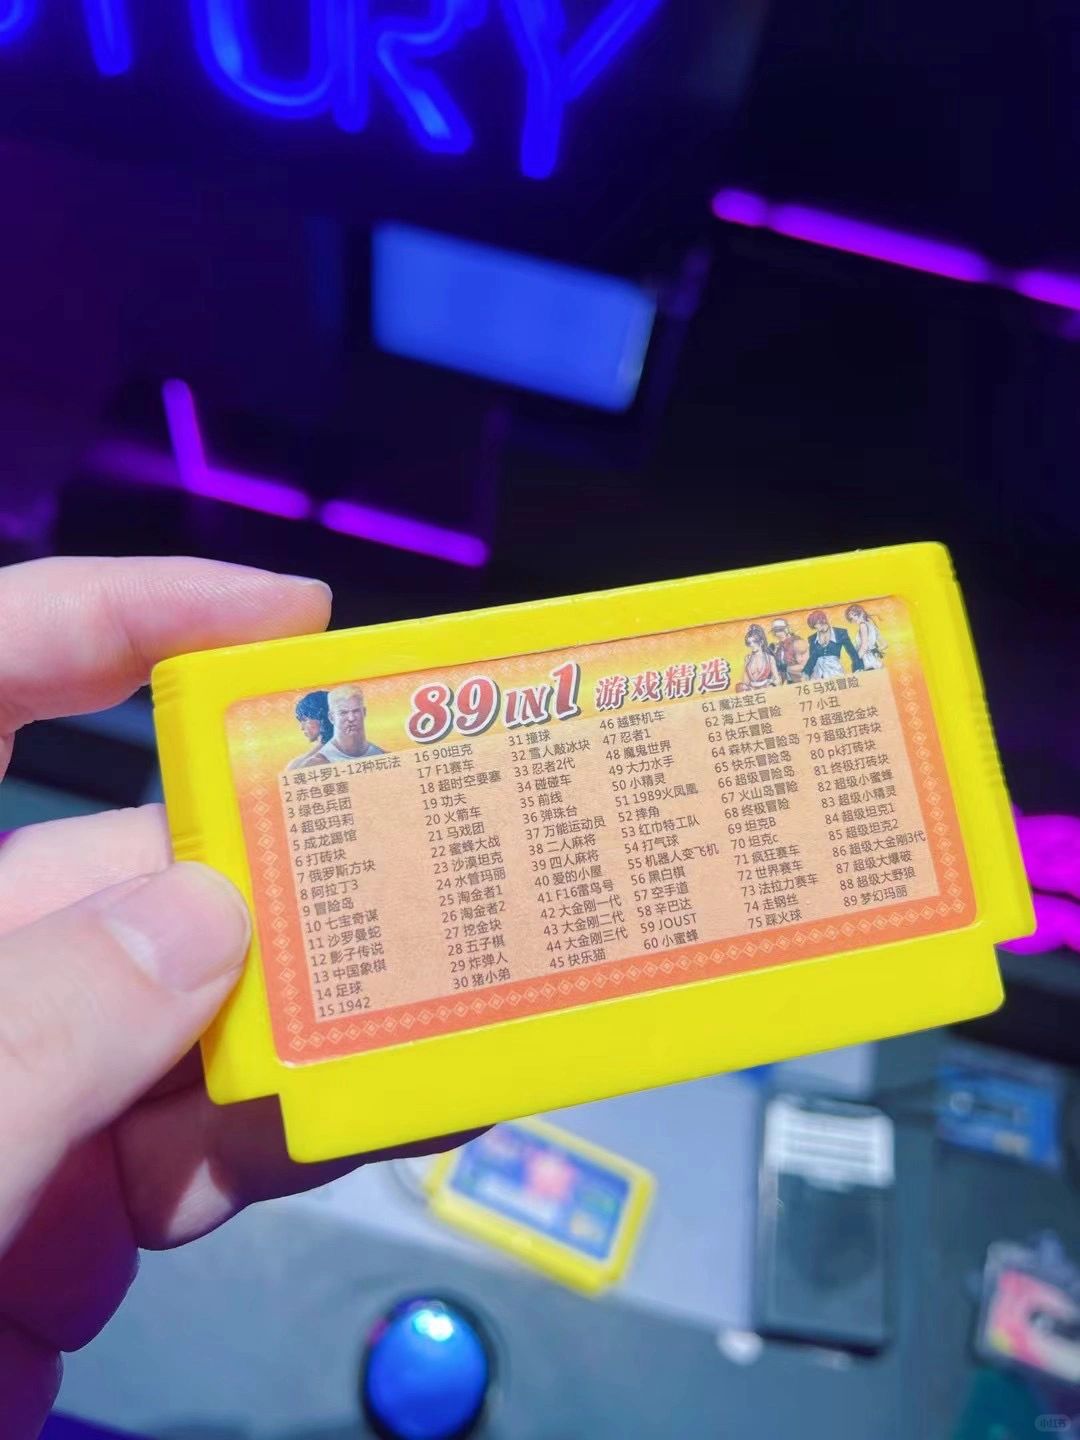 URY
89 IN 1 游戏精选
1 魂斗罗1-12种玩法
2 赤色要塞
3 绿色兵团
4 超级玛莉
5 成龙踢馆
6 打砖块
7 俄罗斯方块
8 阿拉丁3
9 冒险岛
10 七宝奇谋
11 沙罗曼蛇
12 影子传说
13 中国象棋
14 足球
15 1942
16 90坦克
17 F1赛车
18 超时空要塞
19 功夫
20 火箭车
21 马戏团
22 蜜蜂大战
23 沙漠坦克
24 水管玛丽
25 淘金者1
26 淘金者2
27 挖金块
28 五子棋
29 炸弹人
30 猪小弟
31 撞球
32 雪人敲冰块
33 忍者2代
34 碰碰车
35 前线
36 弹珠台
37 万能运动员
38 二人麻将
39 四人麻将
40 爱的小屋
41 F16雷鸟号
42 大金刚一代
43 大金刚二代
44 大金刚三代
45 快乐猫
46 越野机车
47 忍者1
48 魔鬼世界
49 大力水手
50 小精灵
51 1989火凤凰
52 摔角
53 红巾特工队
54 打气球
55 机器人变飞机
56 黑白棋
57 空手道
58 辛巴达
59 JOUST
60 小蜜蜂
61 魔法宝石
62 海上大冒险
63 快乐冒险
64 森林大冒险岛
65 快乐冒险岛
66 超级冒险岛
67 火山岛冒险
68 终极冒险
69 坦克B
70 坦克c
71 疯狂赛车
72 世界赛车
73 法拉力赛车
74 走钢丝
75 踩火球
76 马戏冒险
77 小丑
78 超强挖金块
79 超级打砖块
80 pk打砖块
81 终极打砖块
82 超级小蜜蜂
83 超级小精灵
84 超级坦克1
85 超级坦克2
86 超级大金刚3代
87 超级大爆破
88 超级大野狼
89 梦幻玛丽
小红书